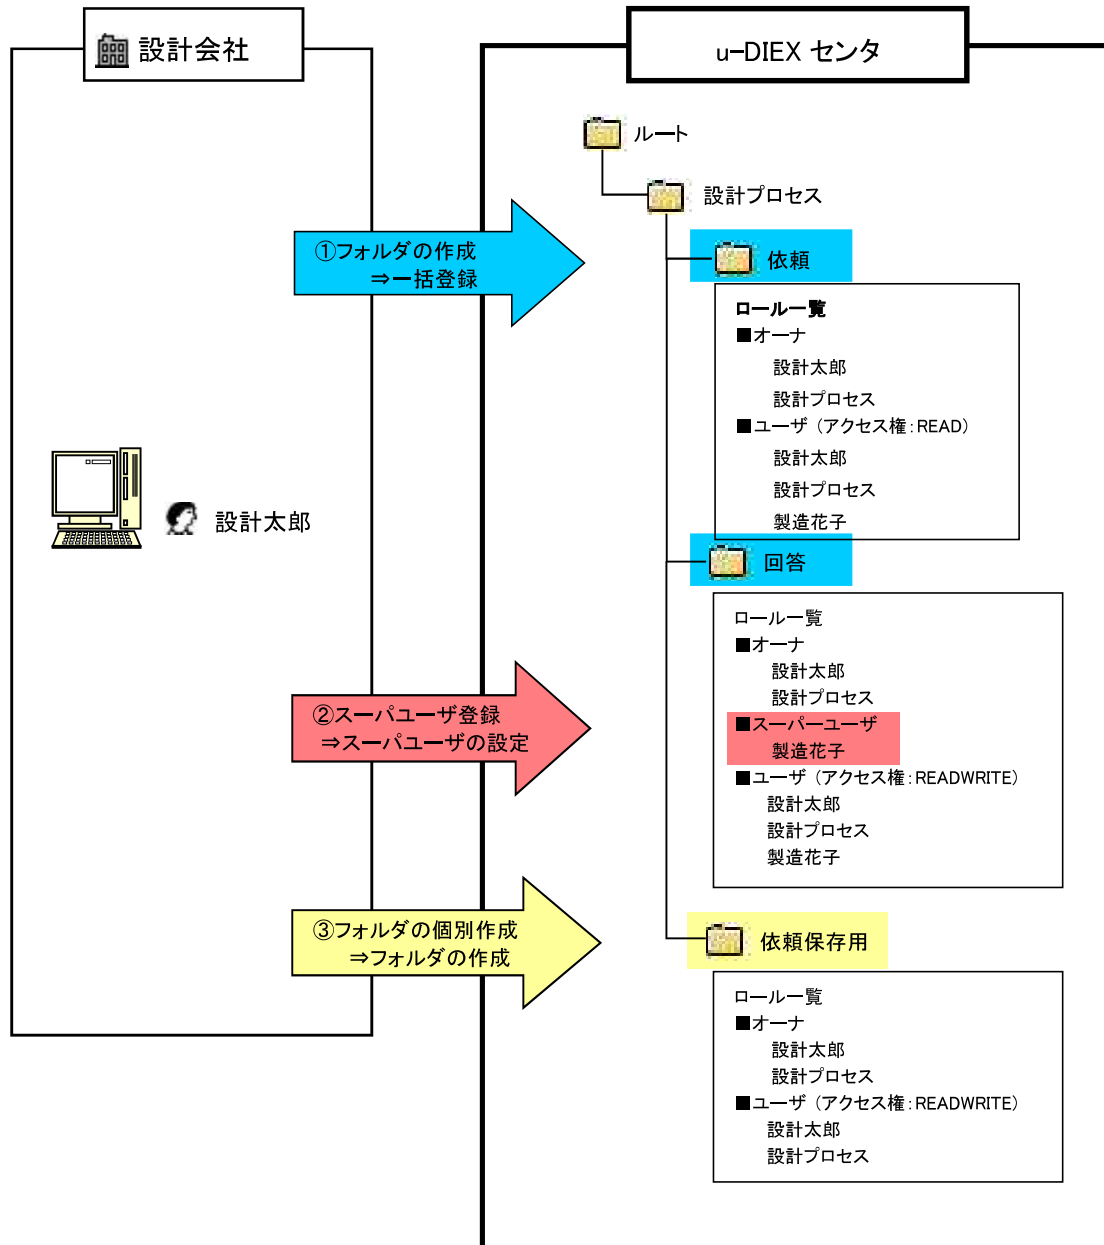 設計会社
u-DIEX センタ
ルート
設計プロセス
①フォルダの作成
⇒一括登録
依頼
ロール一覧
■オーナ
設計太郎
設計プロセス
■ユーザ（アクセス権：READ）
設計太郎
設計プロセス
製造花子
設計太郎
回答
ロール一覧
■オーナ
設計太郎
設計プロセス
②スーパユーザ登録
⇒スーパユーザの設定
■スーパーユーザ
製造花子
■ユーザ（アクセス権：READWRITE）
設計太郎
設計プロセス
製造花子
③フォルダの個別作成
⇒フォルダの作成
依頼保存用
ロール一覧
■オーナ
設計太郎
設計プロセス
■ユーザ（アクセス権：READWRITE）
設計太郎
設計プロセス